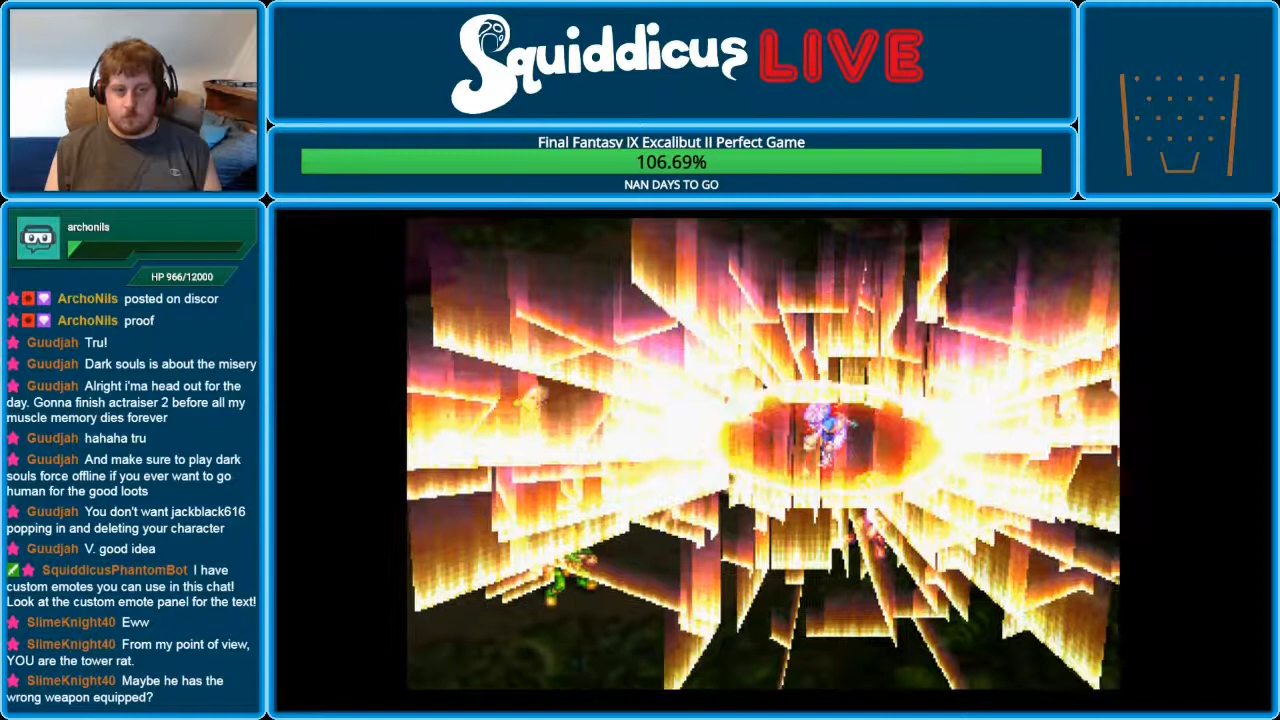 Squiddicus LIVE
Final Fantasy IX Excalibut II Perfect Game
106.69%
NAN DAYS TO GO
archonils
HP 966/12000
ArchoNils posted on discor
ArchoNils proof
Guudjah Tru!
Guudjah Dark souls is about the misery
Guudjah Alright i'ma head out for the
day. Gonna finish actraiser 2 before all my
muscle memory dies forever
Guudjah hahaha tru
Guudjah And make sure to play dark
souls force offline if you ever want to go
human for the good loots
Guudjah You don't want jackblack616
popping in and deleting your character
Guudjah V. good idea
SquiddicusPhantomBot I have
custom emotes you can use in this chat!
Look at the custom emote panel for the text!
SlimeKnight40 Eww
SlimeKnight40 From my point of view,
YOU are the tower rat.
SlimeKnight40 Maybe he has the
wrong weapon equipped?